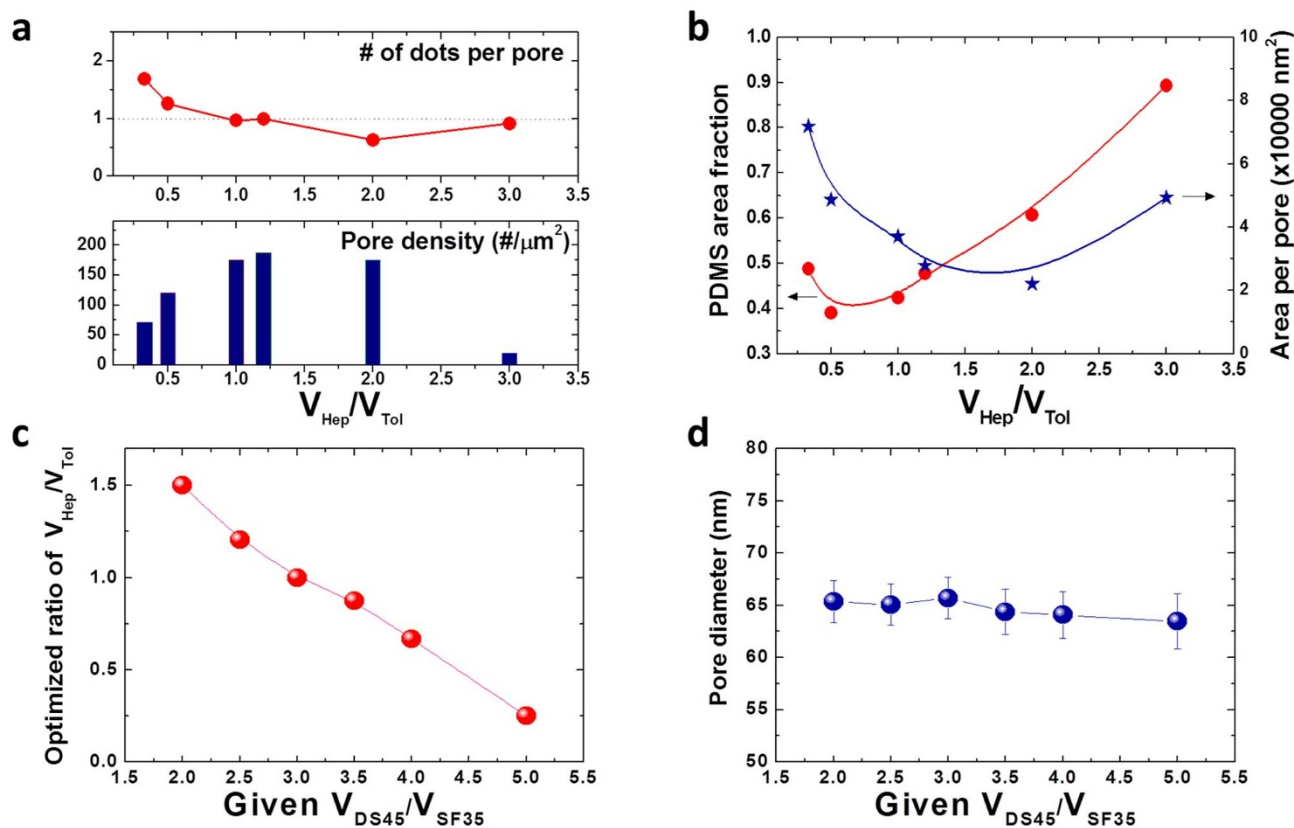 a
# of dots per pore
2
1
0
0.5 1.0 1.5 2.0 2.5 3.0 3.5
Pore density (#/μm²)
200
150
100
50
0
0.5 1.0 1.5 2.0 2.5 3.0 3.5
V_Hep/V_Tol
b
PDMS area fraction
1.0
0.9
0.8
0.7
0.6
0.5
0.4
0.3
10
8
6
4
2
0
Area per pore (x10000 nm²)
0.5 1.0 1.5 2.0 2.5 3.0 3.5
V_Hep/V_Tol
c
Optimized ratio of V_Hep/V_Tol
1.5
1.0
0.5
0.0
1.5 2.0 2.5 3.0 3.5 4.0 4.5 5.0 5.5
Given V_DS45/V_SF35
d
Pore diameter (nm)
80
75
70
65
60
55
50
1.5 2.0 2.5 3.0 3.5 4.0 4.5 5.0 5.5
Given V_DS45/V_SF35